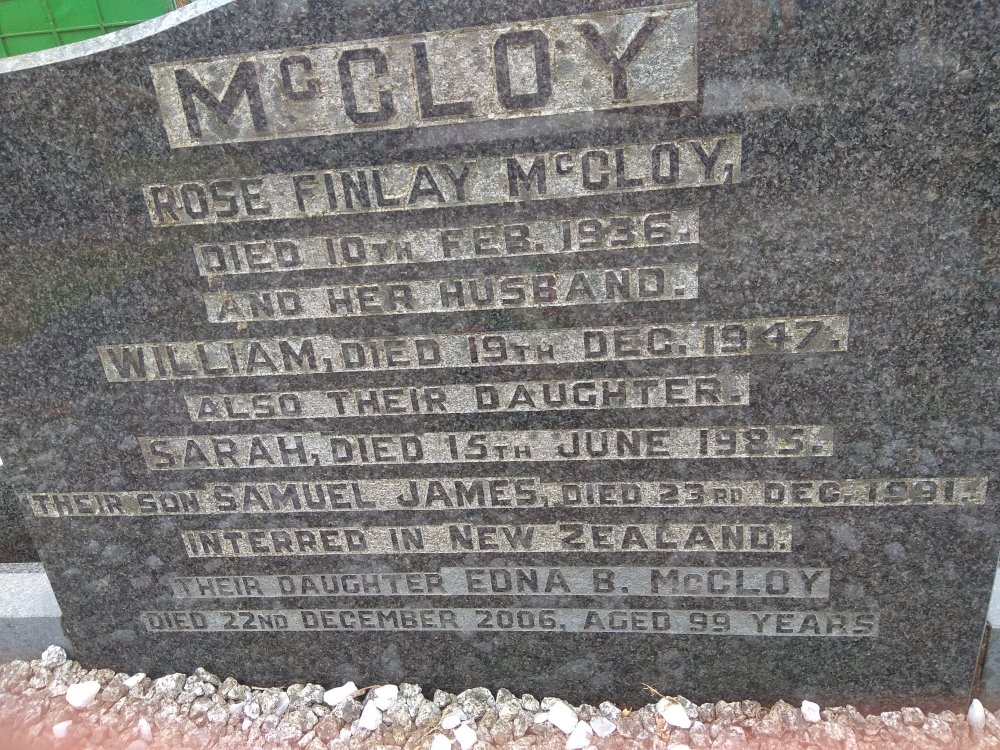 McCLOY
ROSE FINLAY McCLOY,
DIED 10TH FEB. 1936.
AND HER HUSBAND.
WILLIAM, DIED 19TH DEC. 1947.
ALSO THEIR DAUGHTER.
SARAH, DIED 15TH JUNE 1985.
THEIR SON SAMUEL JAMES, DIED 23RD DEC. 1991.
INTERRED IN NEW ZEALAND.
THEIR DAUGHTER EDNA B. McCLOY
DIED 22ND DECEMBER 2006. AGED 99 YEARS